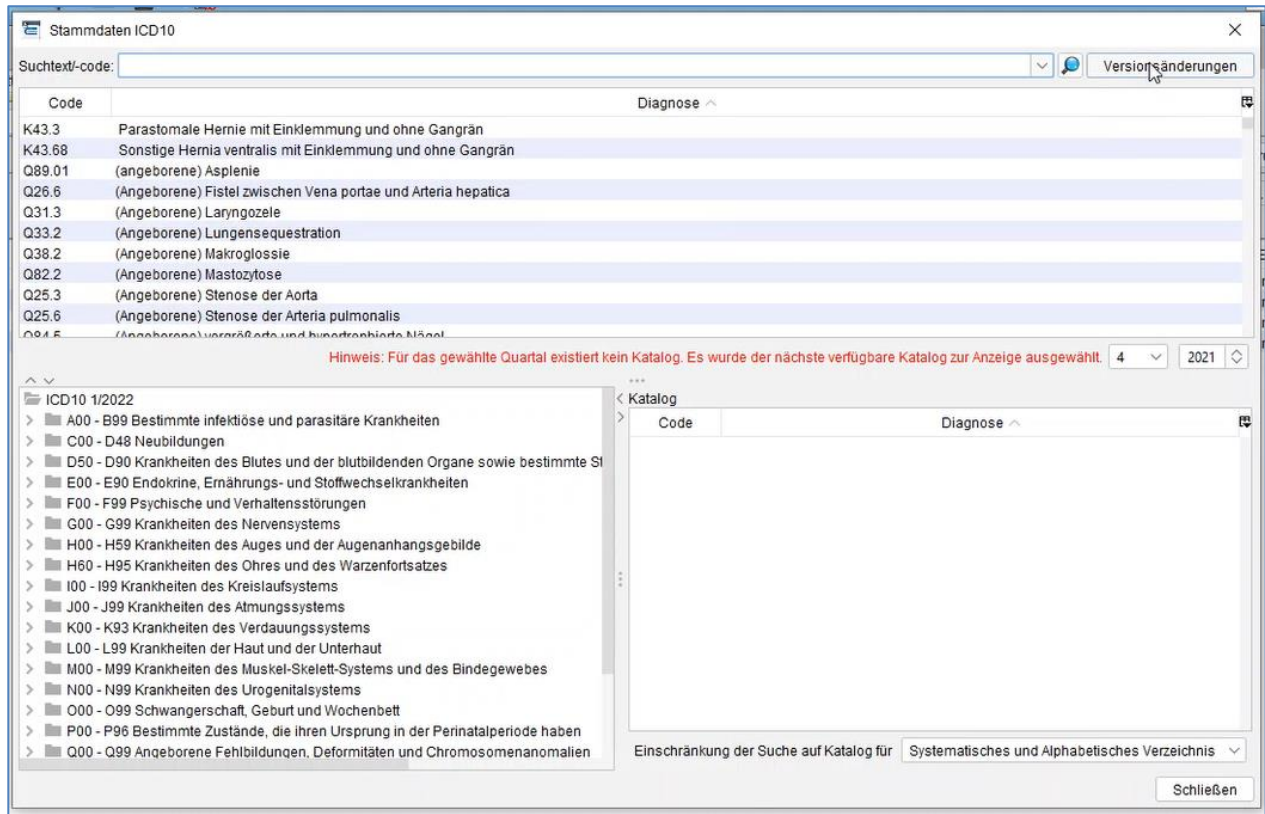 Stammdaten ICD10
Suchtext/-code:
Versionsänderungen
Code Diagnose
K43.3 Parastomale Hernie mit Einklemmung und ohne Gangrän
K43.68 Sonstige Hernia ventralis mit Einklemmung und ohne Gangrän
Q89.01 (angeborene) Asplenie
Q26.6 (Angeborene) Fistel zwischen Vena portae und Arteria hepatica
Q31.3 (Angeborene) Laryngozele
Q33.2 (Angeborene) Lungensequestration
Q38.2 (Angeborene) Makroglossie
Q82.2 (Angeborene) Mastozytose
Q25.3 (Angeborene) Stenose der Aorta
Q25.6 (Angeborene) Stenose der Arteria pulmonalis
Q84.5 (Angeborene) vergrößerte und hypertrophierte Nägel
Hinweis: Für das gewählte Quartal existiert kein Katalog. Es wurde der nächste verfügbare Katalog zur Anzeige ausgewählt. 4 2021
ICD10 1/2022
A00 - B99 Bestimmte infektiöse und parasitäre Krankheiten
C00 - D48 Neubildungen
D50 - D90 Krankheiten des Blutes und der blutbildenden Organe sowie bestimmte St
E00 - E90 Endokrine, Ernährungs- und Stoffwechselkrankheiten
F00 - F99 Psychische und Verhaltensstörungen
G00 - G99 Krankheiten des Nervensystems
H00 - H59 Krankheiten des Auges und der Augenanhangsgebilde
H60 - H95 Krankheiten des Ohres und des Warzenfortsatzes
I00 - I99 Krankheiten des Kreislaufsystems
J00 - J99 Krankheiten des Atmungssystems
K00 - K93 Krankheiten des Verdauungssystems
L00 - L99 Krankheiten der Haut und der Unterhaut
M00 - M99 Krankheiten des Muskel-Skelett-Systems und des Bindegewebes
N00 - N99 Krankheiten des Urogenitalsystems
O00 - O99 Schwangerschaft, Geburt und Wochenbett
P00 - P96 Bestimmte Zustände, die ihren Ursprung in der Perinatalperiode haben
Q00 - Q99 Angeborene Fehlbildungen, Deformitäten und Chromosomenanomalien
Katalog
Code Diagnose
Einschränkung der Suche auf Katalog für Systematisches und Alphabetisches Verzeichnis
Schließen